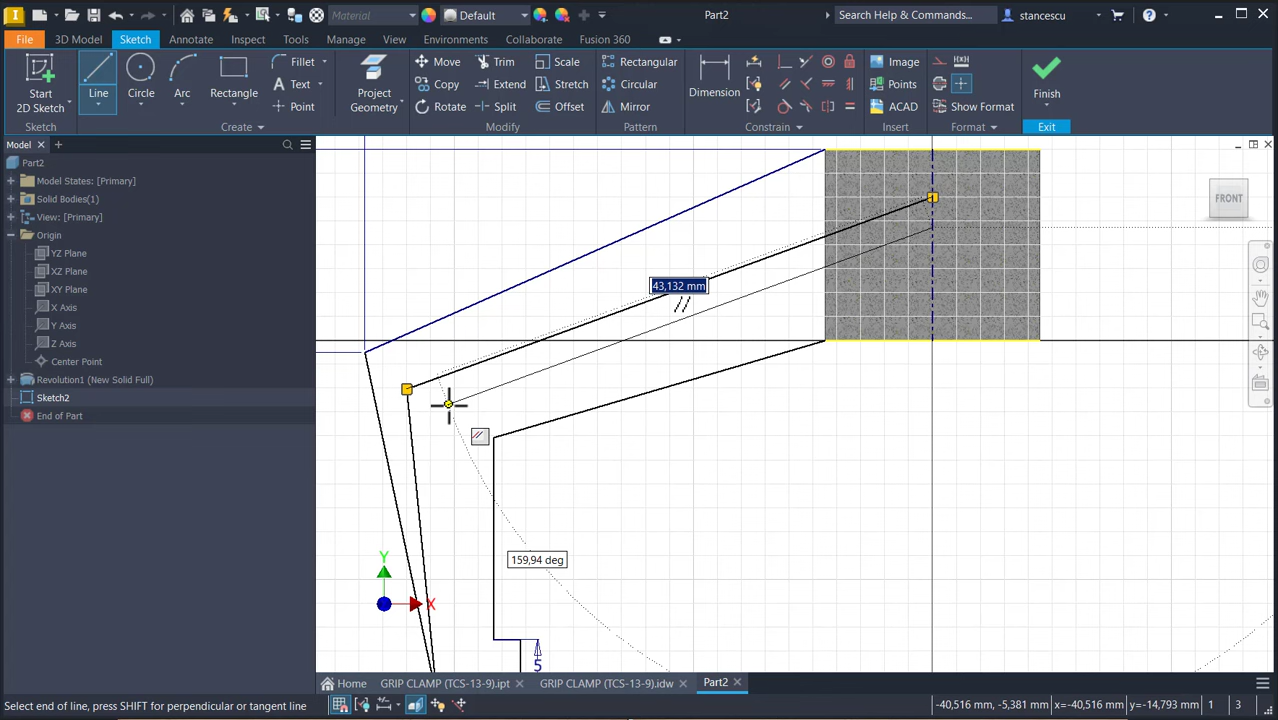 Material
Default
Part2
Search Help & Commands...
stancescu
File
3D Model
Sketch
Annotate
Inspect
Tools
Manage
View
Environments
Collaborate
Fusion 360
Start
2D Sketch
Line
Circle
Arc
Rectangle
Fillet
Text
Point
Project
Geometry
Move
Copy
Rotate
Trim
Extend
Split
Scale
Stretch
Offset
Rectangular
Circular
Mirror
Dimension
Image
Points
ACAD
Show Format
Finish
Sketch
Create
Modify
Pattern
Constrain
Insert
Format
Exit
Model
Part2
Model States: [Primary]
Solid Bodies(1)
View: [Primary]
Origin
YZ Plane
XZ Plane
XY Plane
X Axis
Y Axis
Z Axis
Center Point
Revolution1 (New Solid Full)
Sketch2
End of Part
FRONT
43,132 mm
159,94 deg
Y
X
5
Home
GRIP CLAMP (TCS-13-9).ipt
GRIP CLAMP (TCS-13-9).idw
Part2
Select end of line, press SHIFT for perpendicular or tangent line
-40,516 mm, -5,381 mm
x=-40,516 mm; y=-14,793 mm
1
3